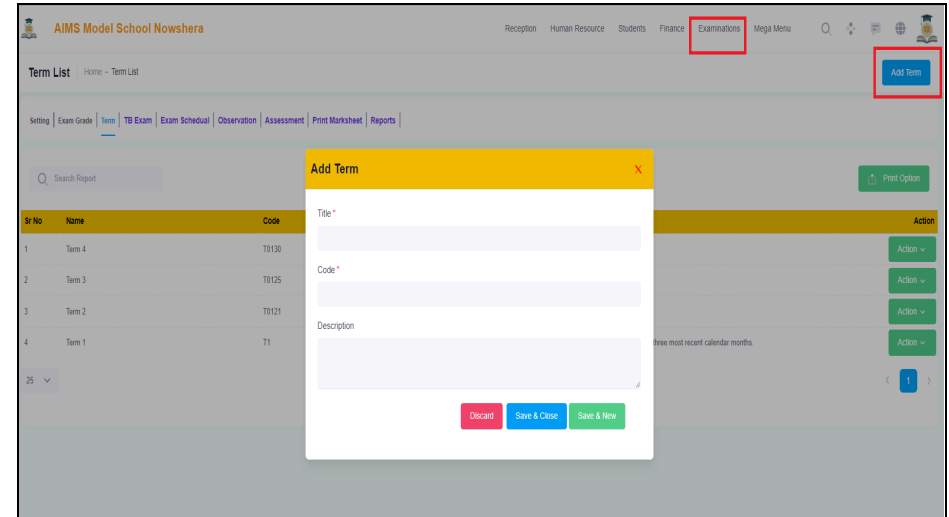 AIMS Model School Nowshera
Reception Human Resource Students Finance Examinations Mega Menu
Term List Home - Term List
Add Term
Setting Exam Grade Term TB Exam Exam Schedual Observation Assessment Print Marksheet Reports
Add Term X
Search Report
Print Option
Title *
Sr No Name Code Action
1 Term 4 T0130 Action
Code *
2 Term 3 T0125 Action
3 Term 2 T0121 Action
Description
4 Term 1 T1 three most recent calendar months. Action
25 1
Discard Save & Close Save & New